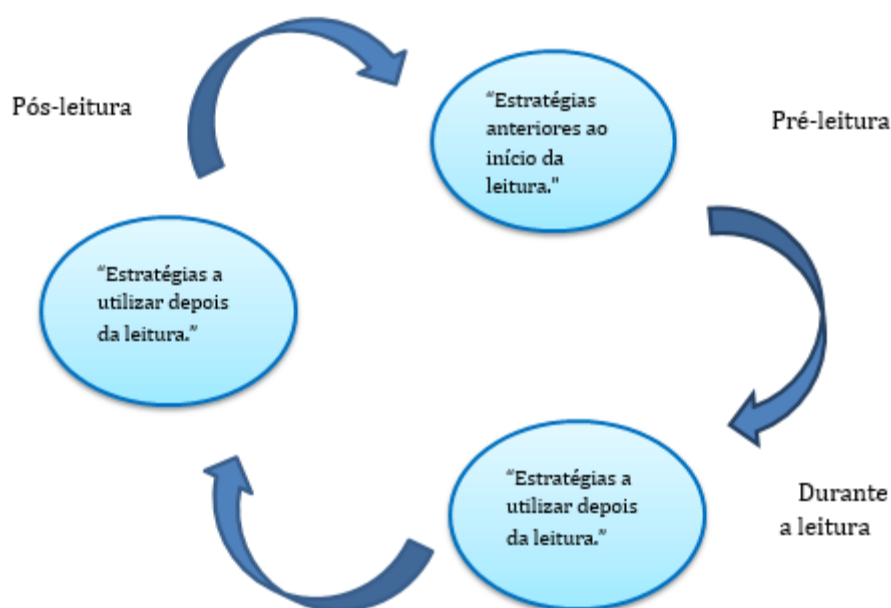 Pós-leitura
“Estratégias
anteriores ao
início da
leitura.”
Pré-leitura
“Estratégias a
utilizar depois
da leitura.”
“Estratégias a
utilizar depois
da leitura.”
Durante
a leitura